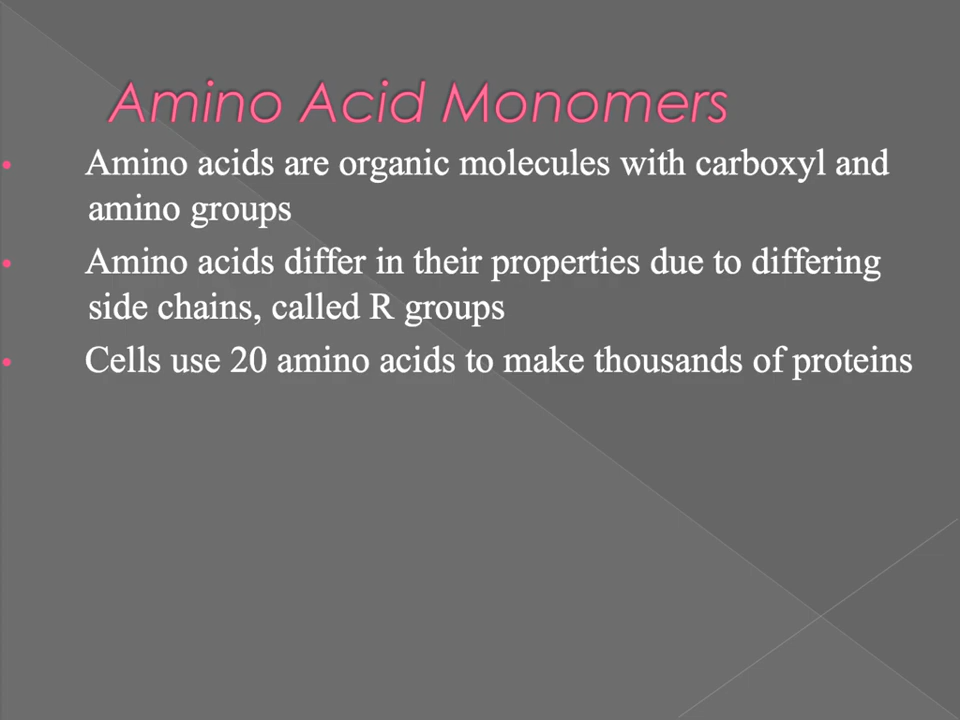 Amino Acid Monomers
• Amino acids are organic molecules with carboxyl and
amino groups
• Amino acids differ in their properties due to differing
side chains, called R groups
• Cells use 20 amino acids to make thousands of proteins